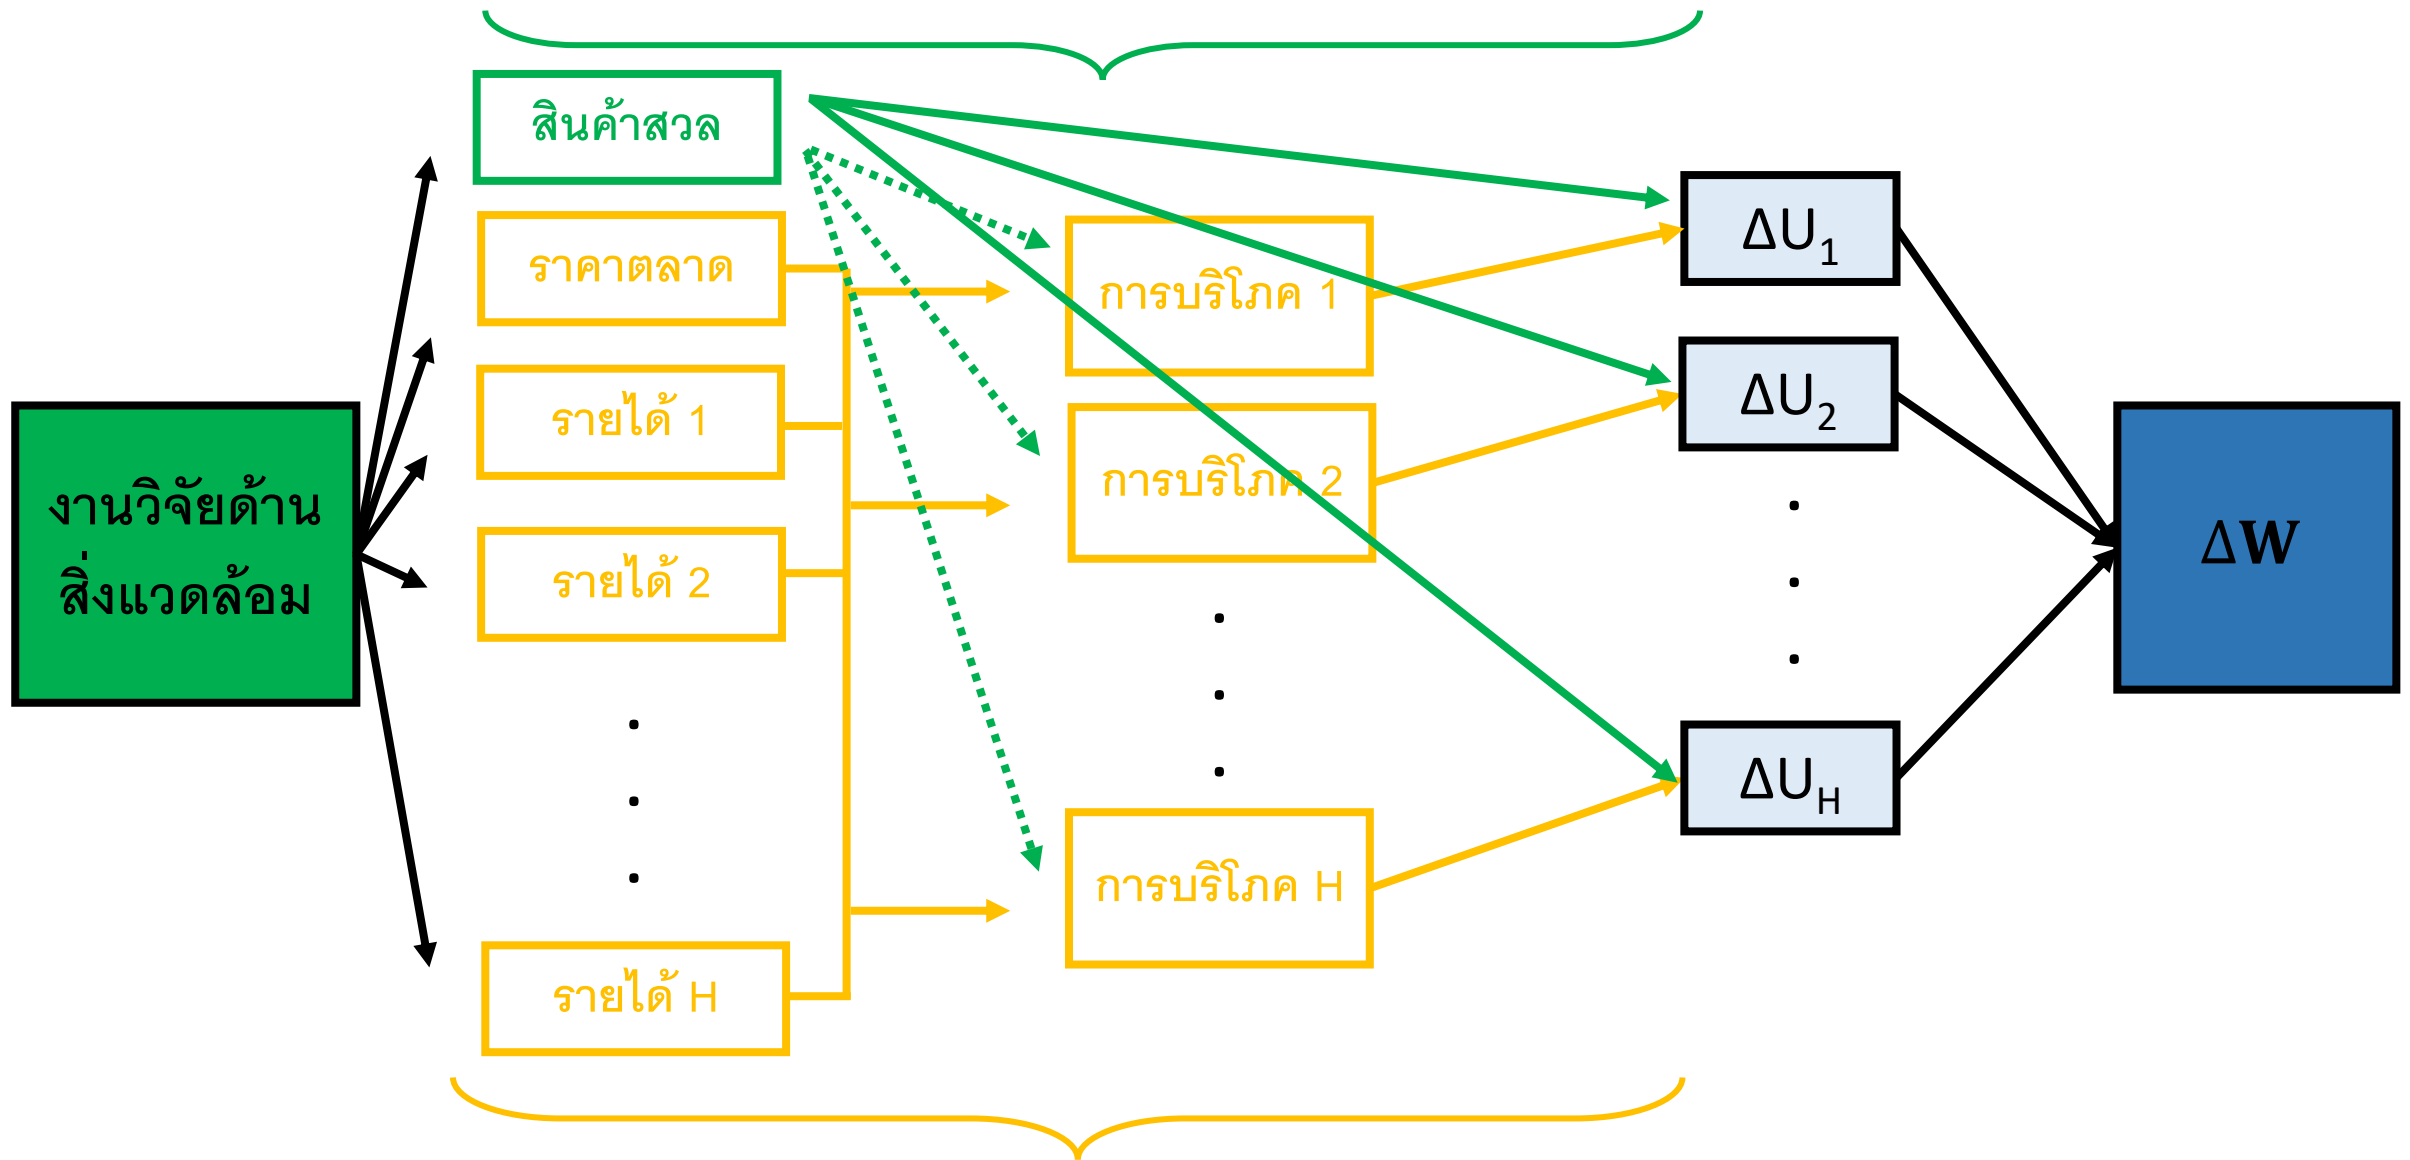 สินค้าสวล
ราคาตลาด
รายได้ 1
รายได้ 2
รายได้ H
งานวิจัยด้าน
สิ่งแวดล้อม
การบริโภค 1
การบริโภค 2
การบริโภค H
ΔU1
ΔU2
ΔUH
ΔW